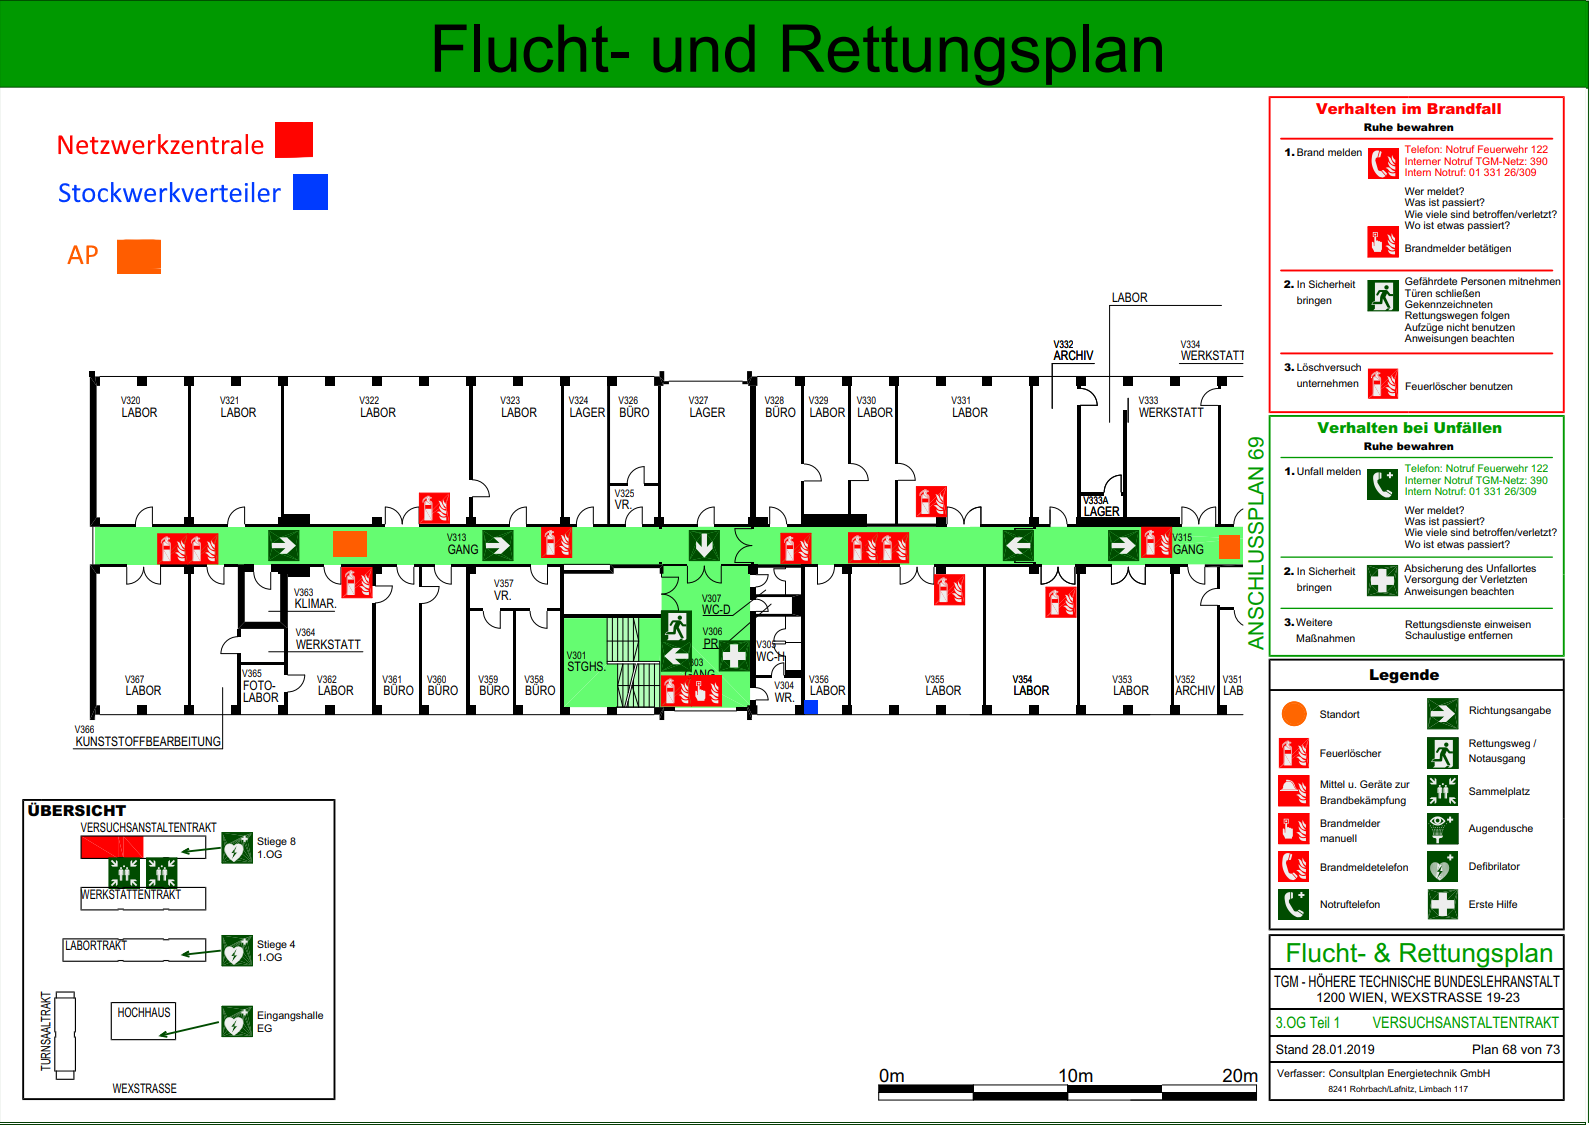 Flucht- und Rettungsplan
Netzwerkzentrale
Stockwerkverteiler
AP
LABOR
V332
ARCHIV
V334
WERKSTATT
V320
LABOR
V321
LABOR
V322
LABOR
V323
LABOR
V324
LAGER
V326
BÜRO
V327
LAGER
V328
BÜRO
V329
LABOR
V330
LABOR
V331
LABOR
V333
WERKSTATT
V325
VR.
V333A
LAGER
V313
GANG
V315
GANG
ANSCHLUSSPLAN 69
V363
KLIMAR.
V364
WERKSTATT
V357
VR.
V307
WC-D
V306
PR
V305
WC-H
V301
STGHS.
303
GANG
V367
LABOR
V365
FOTO-
LABOR
V362
LABOR
V361
BÜRO
V360
BÜRO
V359
BÜRO
V358
BÜRO
V304
WR.
V356
LABOR
V355
LABOR
V354
LABOR
V353
LABOR
V352
ARCHIV
V351
LAB
V366
KUNSTSTOFFBEARBEITUNG
ÜBERSICHT
VERSUCHSANSTALTENTRAKT
Stiege 8
1.OG
WERKSTÄTTENTRAKT
LABORTRAKT
Stiege 4
1.OG
TURNSAALTRAKT
HOCHHAUS
Eingangshalle
EG
WEXSTRASSE
0m 10m 20m
Verhalten im Brandfall
Ruhe bewahren
1. Brand melden
Telefon: Notruf Feuerwehr 122
Interner Notruf TGM-Netz: 390
Intern Notruf: 01 331 26/309
Wer meldet?
Was ist passiert?
Wie viele sind betroffen/verletzt?
Wo ist etwas passiert?
Brandmelder betätigen
2. In Sicherheit
bringen
Gefährdete Personen mitnehmen
Türen schließen
Gekennzeichneten
Rettungswegen folgen
Aufzüge nicht benutzen
Anweisungen beachten
3. Löschversuch
unternehmen
Feuerlöscher benutzen
Verhalten bei Unfällen
Ruhe bewahren
1. Unfall melden
Telefon: Notruf Feuerwehr 122
Interner Notruf TGM-Netz: 390
Intern Notruf: 01 331 26/309
Wer meldet?
Was ist passiert?
Wie viele sind betroffen/verletzt?
Wo ist etwas passiert?
2. In Sicherheit
bringen
Absicherung des Unfallortes
Versorgung der Verletzten
Anweisungen beachten
3. Weitere
Maßnahmen
Rettungsdienste einweisen
Schaulustige entfernen
Legende
Standort
Richtungsangabe
Feuerlöscher
Rettungsweg /
Notausgang
Mittel u. Geräte zur
Brandbekämpfung
Sammelplatz
Brandmelder
manuell
Augendusche
Brandmeldetelefon
Defibrilator
Notruftelefon
Erste Hilfe
Flucht- & Rettungsplan
TGM - HÖHERE TECHNISCHE BUNDESLEHRANSTALT
1200 WIEN, WEXSTRASSE 19-23
3.OG Teil 1 VERSUCHSANSTALTENTRAKT
Stand 28.01.2019 Plan 68 von 73
Verfasser: Consultplan Energietechnik GmbH
8241 Rohrbach/Lafnitz, Limbach 117